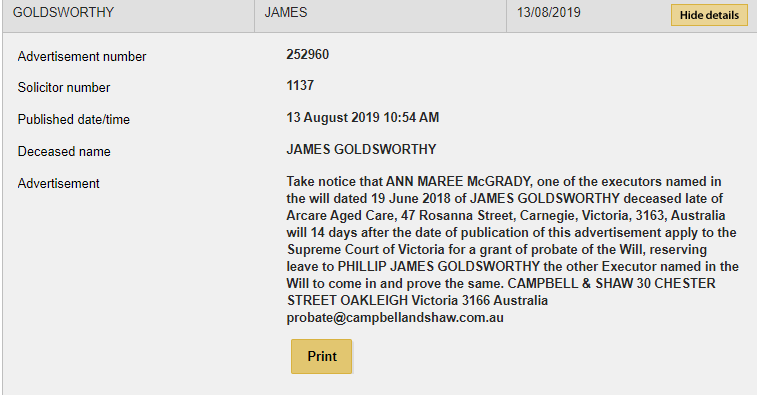 GOLDSWORTHY JAMES 13/08/2019 Hide details
Advertisement number 252960
Solicitor number 1137
Published date/time 13 August 2019 10:54 AM
Deceased name JAMES GOLDSWORTHY
Advertisement Take notice that ANN MAREE McGRADY, one of the executors named in
the will dated 19 June 2018 of JAMES GOLDSWORTHY deceased late of
Arcare Aged Care, 47 Rosanna Street, Carnegie, Victoria, 3163, Australia
will 14 days after the date of publication of this advertisement apply to the
Supreme Court of Victoria for a grant of probate of the Will, reserving
leave to PHILLIP JAMES GOLDSWORTHY the other Executor named in the
Will to come in and prove the same. CAMPBELL & SHAW 30 CHESTER
STREET OAKLEIGH Victoria 3166 Australia
probate@campbellandshaw.com.au
Print